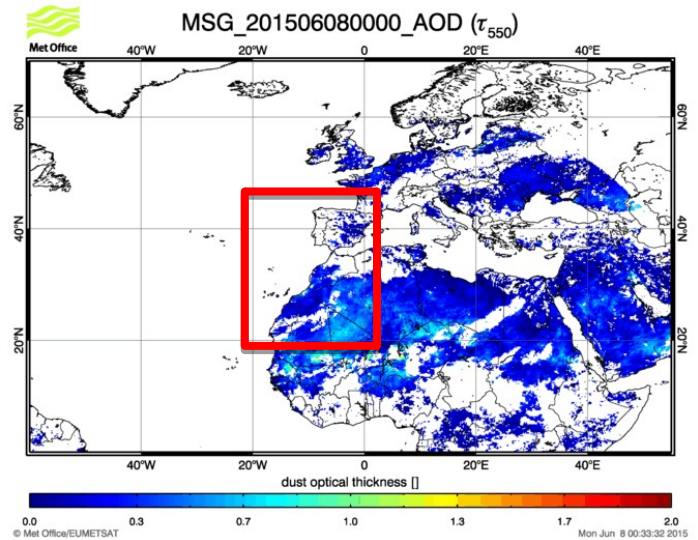 MSG_201506080000_AOD (τ550)
Met Office
40°W 20°W 0 20°E 40°E
60°N 60°N
40°N 40°N
20°N 20°N
40°W 20°W 0 20°E 40°E
dust optical thickness []
0.0 0.3 0.7 1.0 1.3 1.7 2.0
© Met Office/EUMETSAT Mon Jun 8 00:33:32 2015